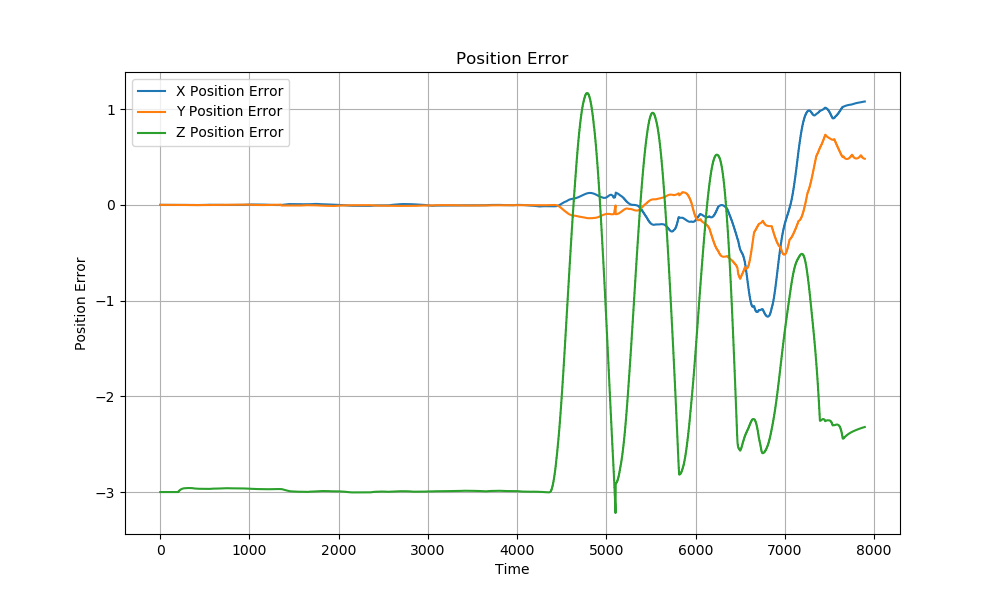 Position Error
X Position Error
Y Position Error
Z Position Error
Position Error
1
0
−1
−2
−3
0 1000 2000 3000 4000 5000 6000 7000 8000
Time